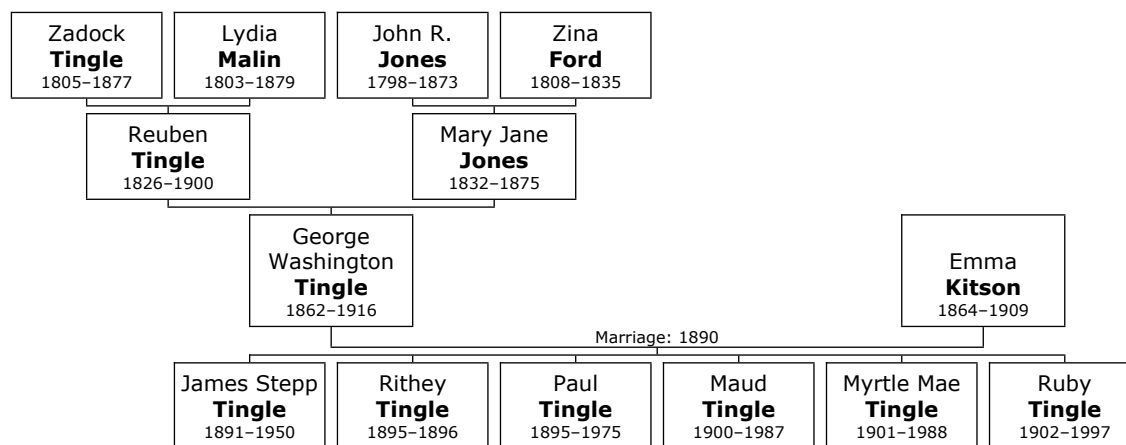 Zadock
Tingle
1805–1877
Lydia
Malin
1803–1879
John R.
Jones
1798–1873
Zina
Ford
1808–1835
Reuben
Tingle
1826–1900
Mary Jane
Jones
1832–1875
George
Washington
Tingle
1862–1916
Emma
Kitson
1864–1909
Marriage: 1890
James Stepp
Tingle
1891–1950
Rithey
Tingle
1895–1896
Paul
Tingle
1895–1975
Maud
Tingle
1900–1987
Myrtle Mae
Tingle
1901–1988
Ruby
Tingle
1902–1997